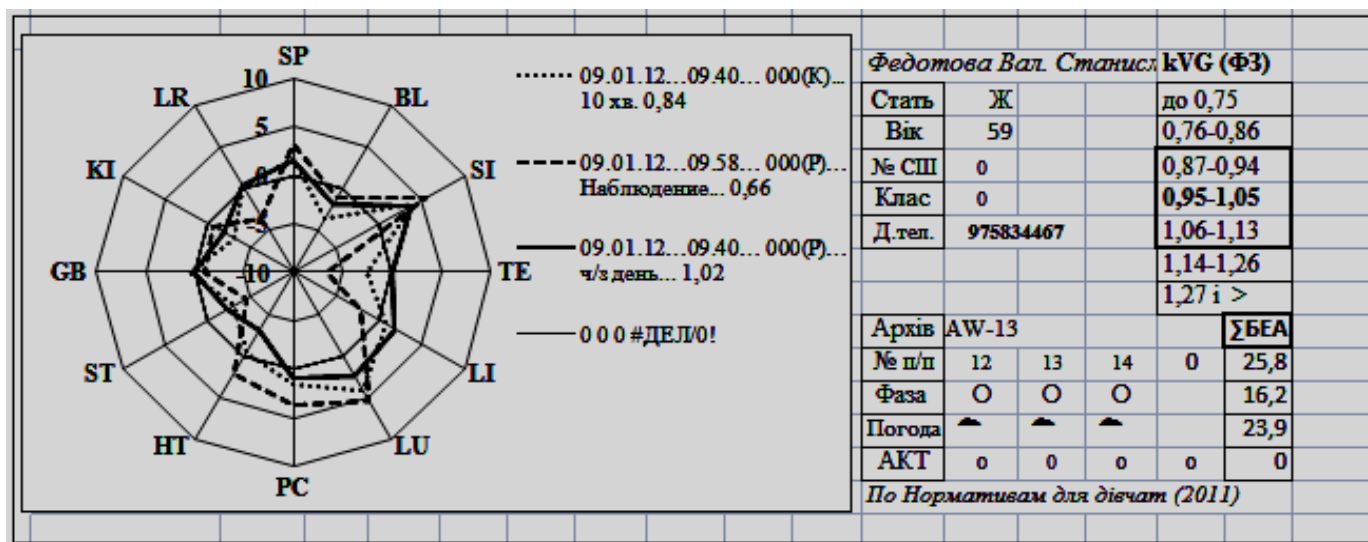 SP
BL
SI
TE
LI
LU
PC
HT
ST
GB
KI
LR
10
5
0
-5
-10
09.01.12...09.40... 000(К)...
10 хв. 0,84
09.01.12...09.58... 000(Р)...
Наблюдение... 0,66
09.01.12...09.40... 000(Р)...
ч/з день... 1,02
0 0 0 #ДЕЛ/0!
Федотова Вал. Станисл kVG (ФЗ)
Стать Ж до 0,75
Вік 59 0,76-0,86
№ СШ 0 0,87-0,94
Клас 0 0,95-1,05
Д.тел. 975834467 1,06-1,13
1,14-1,26
1,27 і >
Архів AW-13 ∑БЕА
№ п/п 12 13 14 0 25,8
Фаза О О О 16,2
Погода 23,9
АКТ 0 0 0 0 0
По Нормативам для дівчат (2011)